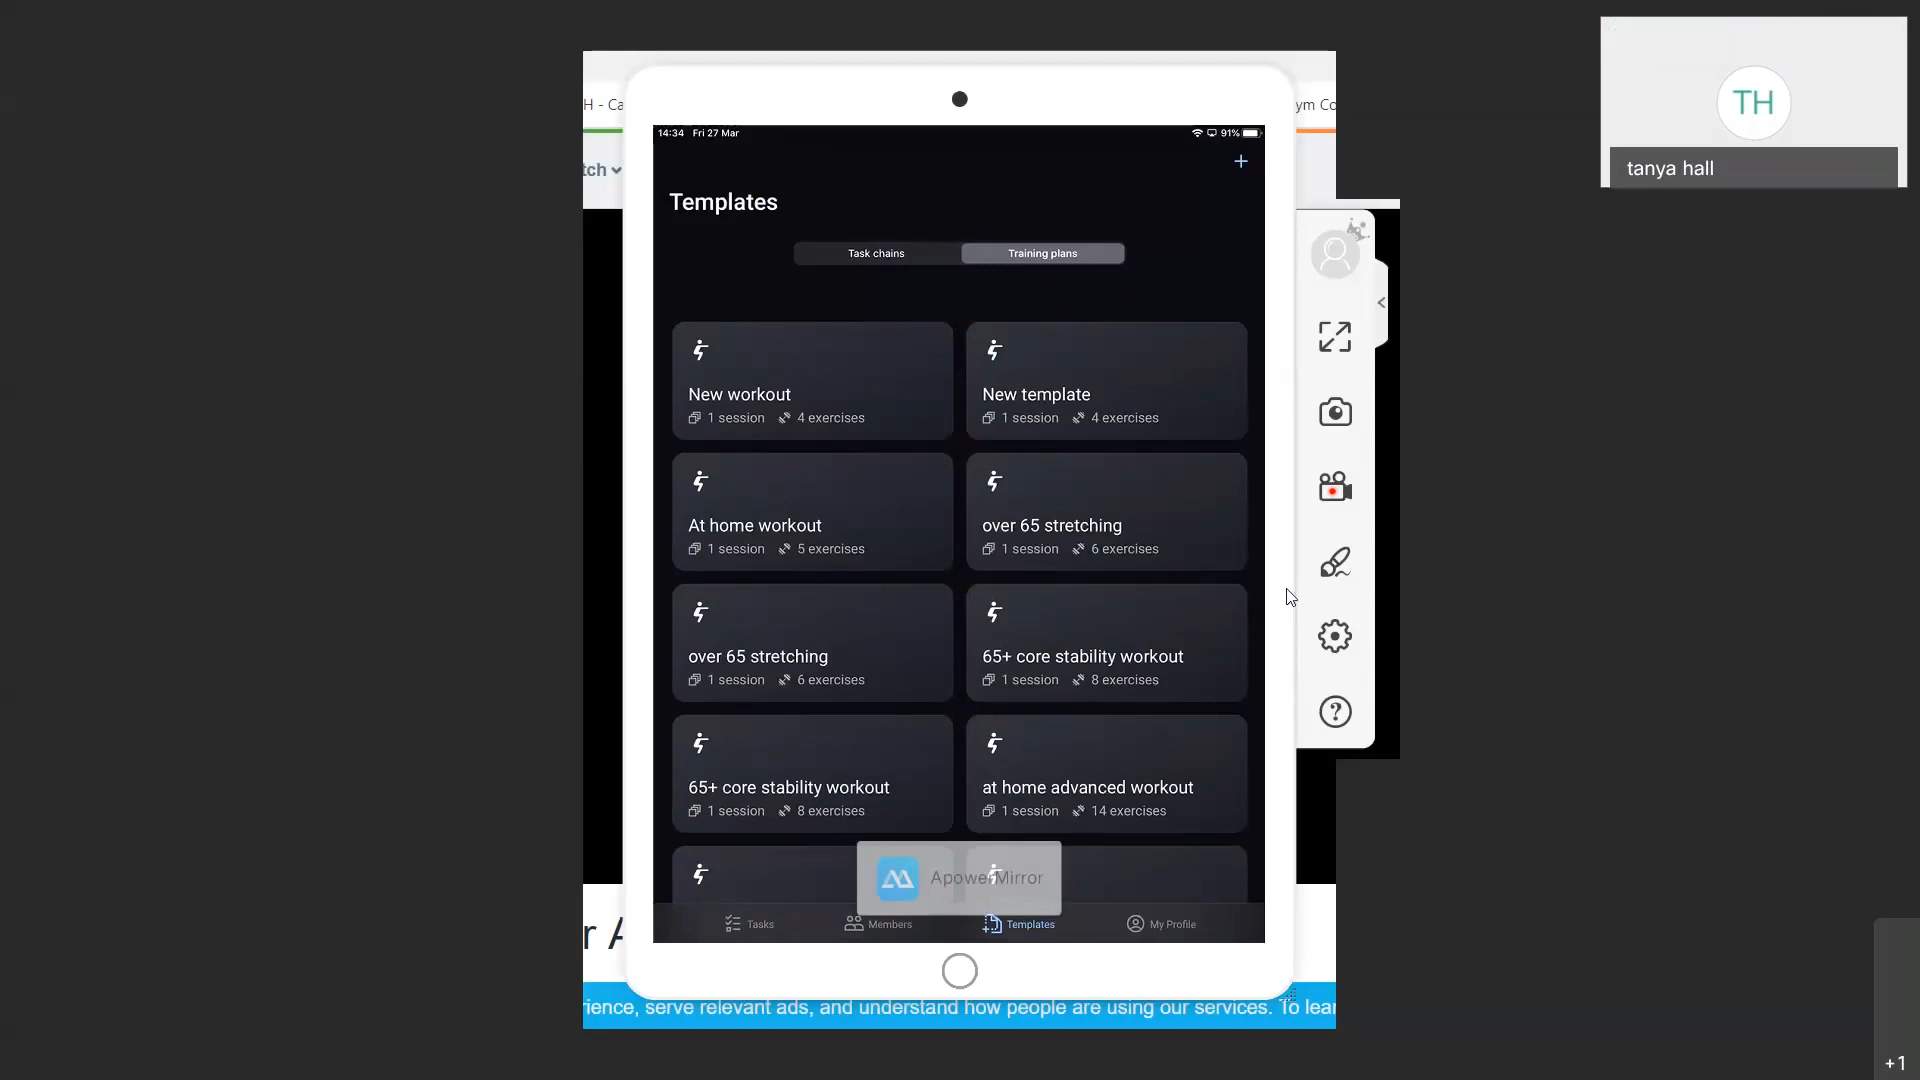 TH
tanya hall
H - Ca
ym Co
tch
14:34 Fri 27 Mar
91%
+
Templates
Task chains
Training plans
New workout
1 session 4 exercises
New template
1 session 4 exercises
At home workout
1 session 5 exercises
over 65 stretching
1 session 6 exercises
over 65 stretching
1 session 6 exercises
65+ core stability workout
1 session 8 exercises
65+ core stability workout
1 session 8 exercises
at home advanced workout
1 session 14 exercises
ApowerMirror
Tasks
Members
Templates
My Profile
r A
rience, serve relevant ads, and understand how people are using our services. To lear
+1